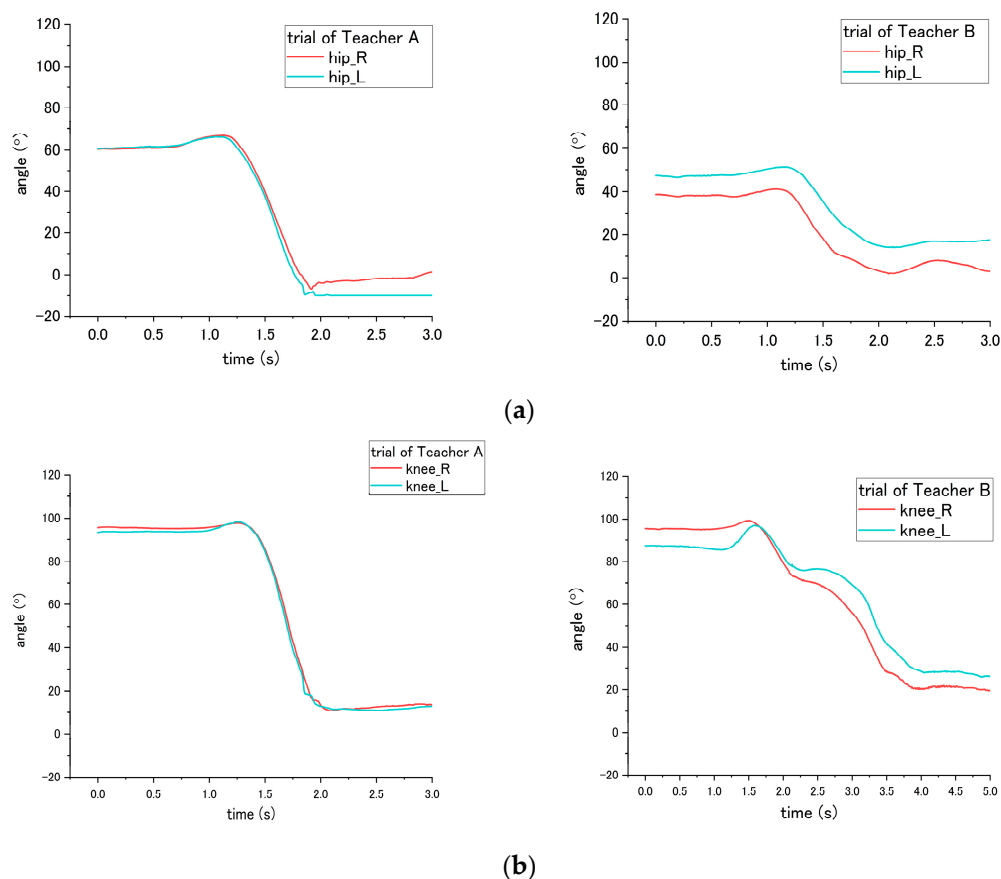 120
100
80
60
40
20
0
-20
angle (°)
trial of Teacher A
hip_R
hip_L
0.0 0.5 1.0 1.5 2.0 2.5 3.0
time (s)
120
100
80
60
40
20
0
-20
angle (°)
trial of Teacher B
hip_R
hip_L
0.0 0.5 1.0 1.5 2.0 2.5 3.0
time (s)
(a)
120
100
80
60
40
20
0
-20
angle (°)
trial of Teacher A
knee_R
knee_L
0.0 0.5 1.0 1.5 2.0 2.5 3.0
time (s)
120
100
80
60
40
20
0
-20
angle (°)
trial of Teacher B
knee_R
knee_L
0.0 0.5 1.0 1.5 2.0 2.5 3.0 3.5 4.0 4.5 5.0
time (s)
(b)